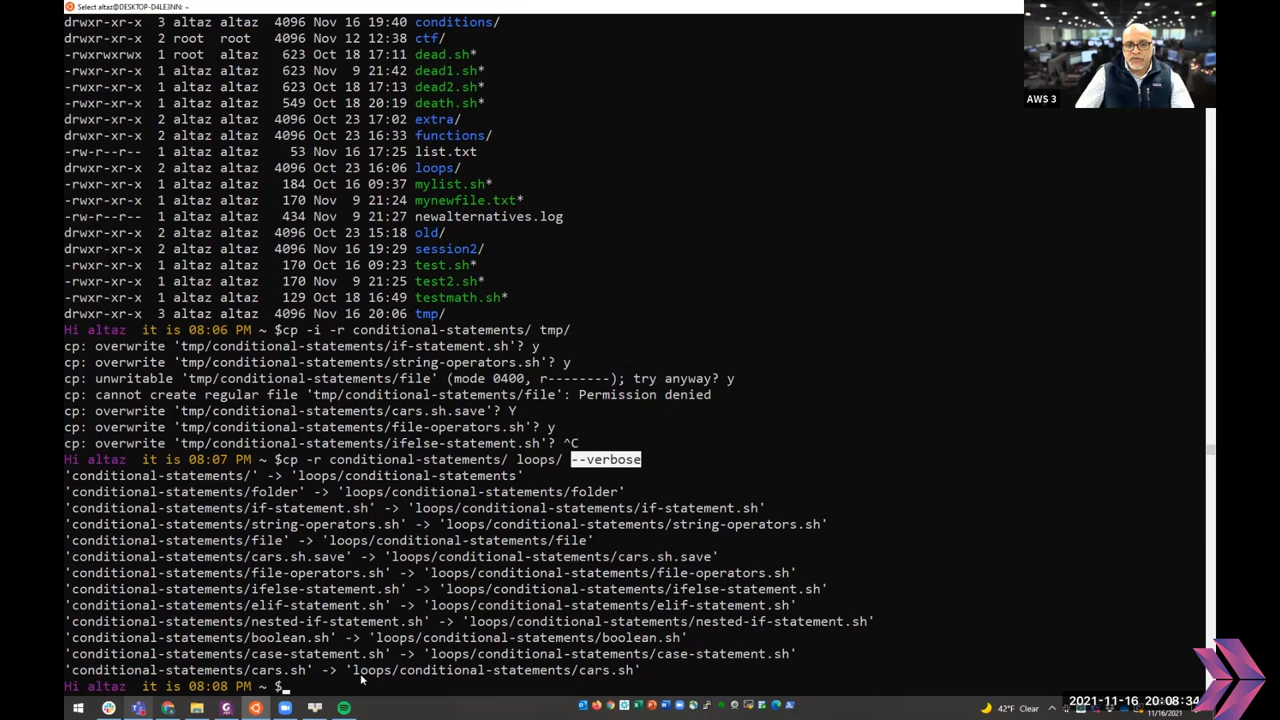 Select altaz@DESKTOP-D4LE3NN: ~
drwxr-xr-x 3 altaz altaz 4096 Nov 16 19:40 conditions/
drwxr-xr-x 2 root root 4096 Nov 12 12:38 ctf/
-rwxrwxrwx 1 root altaz 623 Oct 18 17:11 dead.sh*
-rwxr-xr-x 1 altaz altaz 623 Nov 9 21:42 dead1.sh*
-rwxr-xr-x 1 altaz altaz 623 Oct 18 17:13 dead2.sh*
-rwxr-xr-x 1 altaz altaz 549 Oct 18 20:19 death.sh*
drwxr-xr-x 2 altaz altaz 4096 Oct 23 17:02 extra/
drwxr-xr-x 2 altaz altaz 4096 Oct 23 16:33 functions/
-rw-r--r-- 1 altaz altaz 53 Nov 16 17:25 list.txt
drwxr-xr-x 2 altaz altaz 4096 Oct 23 16:06 loops/
-rwxr-xr-x 1 altaz altaz 184 Oct 16 09:37 mylist.sh*
-rwxr-xr-x 1 altaz altaz 170 Nov 9 21:24 mynewfile.txt*
-rw-r--r-- 1 altaz altaz 434 Nov 9 21:27 newalternatives.log
drwxr-xr-x 2 altaz altaz 4096 Oct 23 15:18 old/
drwxr-xr-x 2 altaz altaz 4096 Nov 16 19:29 session2/
-rwxr-xr-x 1 altaz altaz 170 Oct 16 09:23 test.sh*
-rwxr-xr-x 1 altaz altaz 170 Nov 9 21:25 test2.sh*
-rwxr-xr-x 1 altaz altaz 129 Oct 18 16:49 testmath.sh*
drwxr-xr-x 3 altaz altaz 4096 Nov 16 20:06 tmp/
Hi altaz it is 08:06 PM ~ $cp -i -r conditional-statements/ tmp/
cp: overwrite 'tmp/conditional-statements/if-statement.sh'? y
cp: overwrite 'tmp/conditional-statements/string-operators.sh'? y
cp: unwritable 'tmp/conditional-statements/file' (mode 0400, r--------); try anyway? y
cp: cannot create regular file 'tmp/conditional-statements/file': Permission denied
cp: overwrite 'tmp/conditional-statements/cars.sh.save'? Y
cp: overwrite 'tmp/conditional-statements/file-operators.sh'? y
cp: overwrite 'tmp/conditional-statements/ifelse-statement.sh'? ^C
Hi altaz it is 08:07 PM ~ $cp -r conditional-statements/ loops/ --verbose
'conditional-statements/' -> 'loops/conditional-statements'
'conditional-statements/folder' -> 'loops/conditional-statements/folder'
'conditional-statements/if-statement.sh' -> 'loops/conditional-statements/if-statement.sh'
'conditional-statements/string-operators.sh' -> 'loops/conditional-statements/string-operators.sh'
'conditional-statements/file' -> 'loops/conditional-statements/file'
'conditional-statements/cars.sh.save' -> 'loops/conditional-statements/cars.sh.save'
'conditional-statements/file-operators.sh' -> 'loops/conditional-statements/file-operators.sh'
'conditional-statements/ifelse-statement.sh' -> 'loops/conditional-statements/ifelse-statement.sh'
'conditional-statements/elif-statement.sh' -> 'loops/conditional-statements/elif-statement.sh'
'conditional-statements/nested-if-statement.sh' -> 'loops/conditional-statements/nested-if-statement.sh'
'conditional-statements/boolean.sh' -> 'loops/conditional-statements/boolean.sh'
'conditional-statements/case-statement.sh' -> 'loops/conditional-statements/case-statement.sh'
'conditional-statements/cars.sh' -> 'loops/conditional-statements/cars.sh'
Hi altaz it is 08:08 PM ~ $
AWS 3
42°F Clear
2021-11-16 20:08:34
11/16/2021